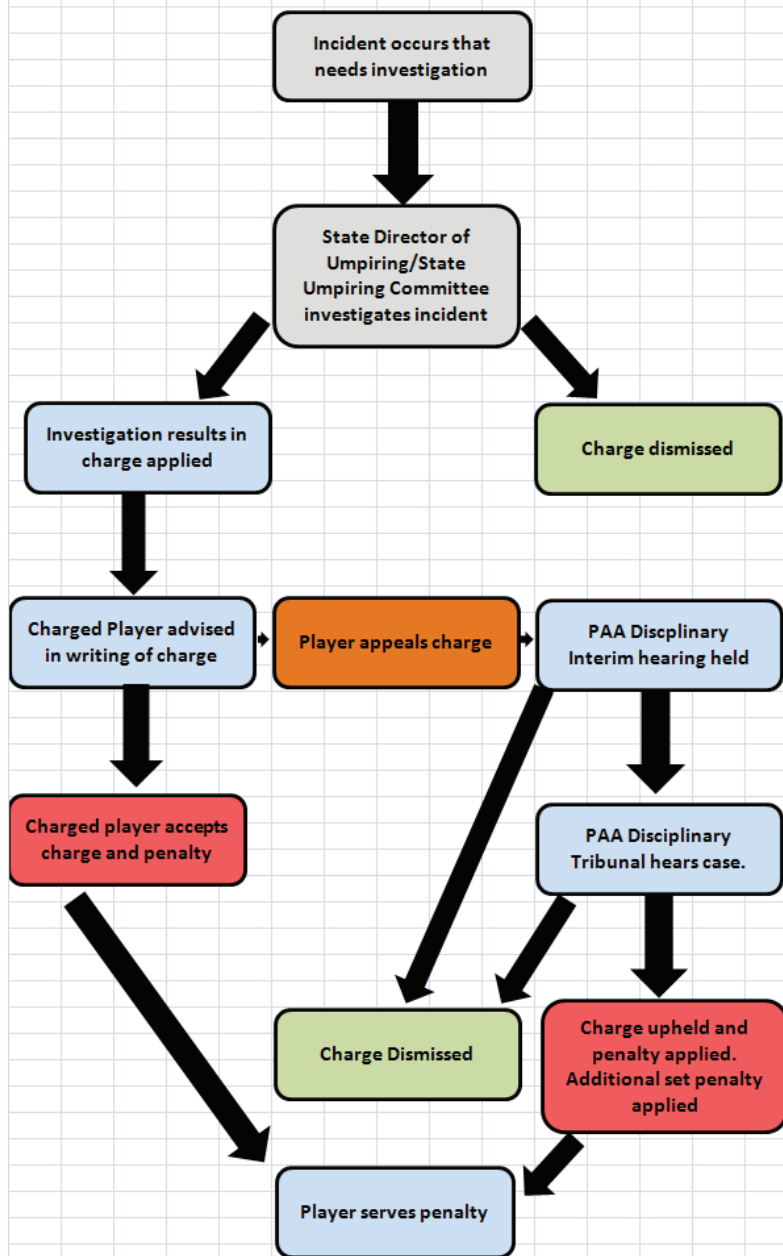 Incident occurs that
needs investigation
State Director of
Umpiring/State
Umpiring Committee
investigates incident
Investigation results in
charge applied
Charge dismissed
Charged Player advised
in writing of charge
Player appeals charge
PAA Discplinary
Interim hearing held
Charged player accepts
charge and penalty
PAA Disciplinary
Tribunal hears case.
Charge Dismissed
Charge upheld and
penalty applied.
Additional set penalty
applied
Player serves penalty